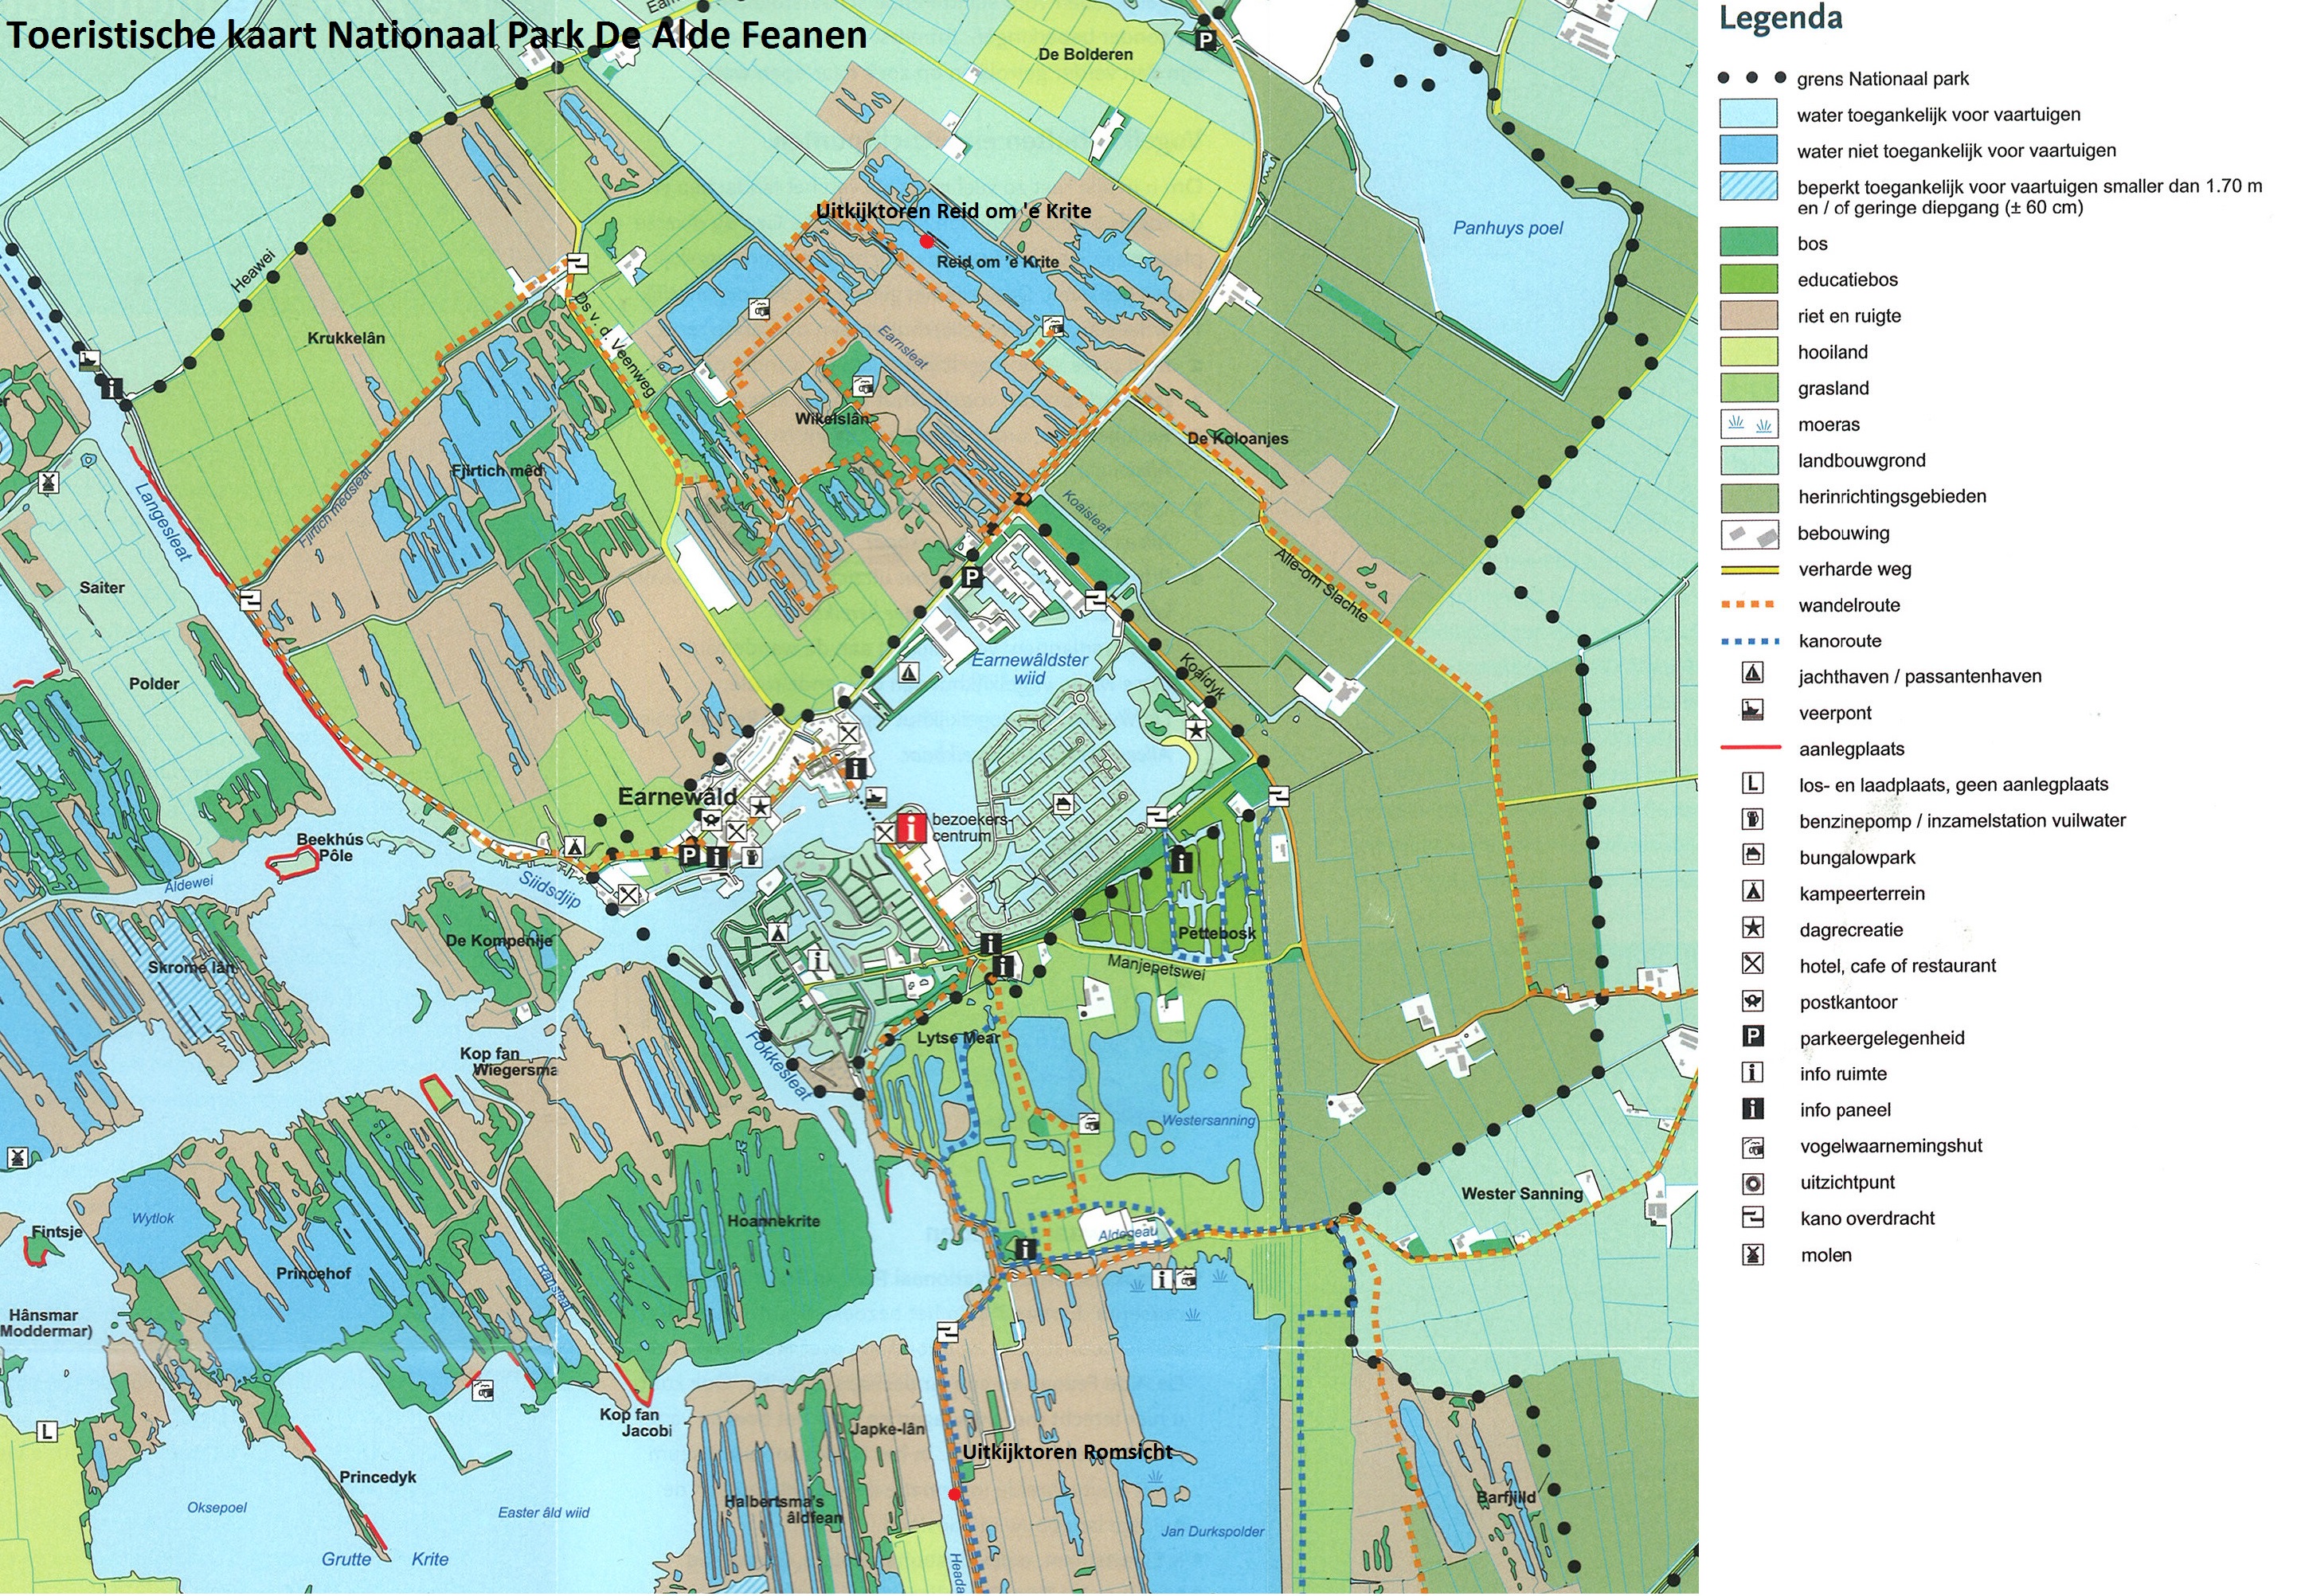 Toeristische kaart Nationaal Park De Alde Feanen
De Bolderen
P
Panhuys poel
Uitkijktoren Reid om 'e Krite
Reid om 'e Krite
Heawei
Krukkelân
Ds v. d. Veenweg
Earnsleat
Wikelslân
De Koloanjes
Fjirtich mêd
Fjirtich medsleat
Langesleat
Koaisleat
Alle-om Slachte
Saiter
Polder
P
Earnewâldster
wiid
Koaidyk
Earnewâld
bezoekers-
centrum
Beekhús
Pôle
Aldewei
Siidsdjip
P
De Kompenije
Skrome lân
Pettebosk
Manjepetswei
Lytse Mear
Fokkesleat
Kop fan
Wiegersma
Westersanning
Wester Sanning
Wytlok
Fintsje
Hoannekrite
Aldegeau
Princehof
Hânsmar
Moddermar)
L
Kop fan
Jacobi
Japke-lân
Uitkijktoren Romsicht
Princedyk
Oksepoel
Easter âld wiid
Halbertsma's
âldfean
Barfjild
Jan Durkspolder
Grutte Krite
Legenda
grens Nationaal park
water toegankelijk voor vaartuigen
water niet toegankelijk voor vaartuigen
beperkt toegankelijk voor vaartuigen smaller dan 1.70 m
en / of geringe diepgang (± 60 cm)
bos
educatiebos
riet en ruigte
hooiland
grasland
moeras
landbouwgrond
herinrichtingsgebieden
bebouwing
verharde weg
wandelroute
kanoroute
jachthaven / passantenhaven
veerpont
aanlegplaats
L los- en laadplaats, geen aanlegplaats
benzinepomp / inzamelstation vuilwater
bungalowpark
kampeerterrein
dagrecreatie
hotel, cafe of restaurant
postkantoor
P parkeergelegenheid
i info ruimte
i info paneel
vogelwaarnemingshut
uitzichtpunt
kano overdracht
molen